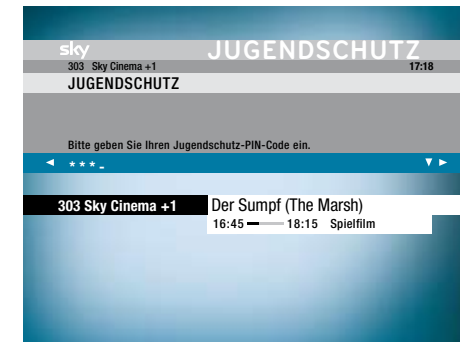 sky JUGENDSCHUTZ
303 Sky Cinema +1 17:18
JUGENDSCHUTZ
Bitte geben Sie Ihren Jugendschutz-PIN-Code ein.
◄ * * * _ ▼ ►
303 Sky Cinema +1 Der Sumpf (The Marsh)
16:45 18:15 Spielfilm